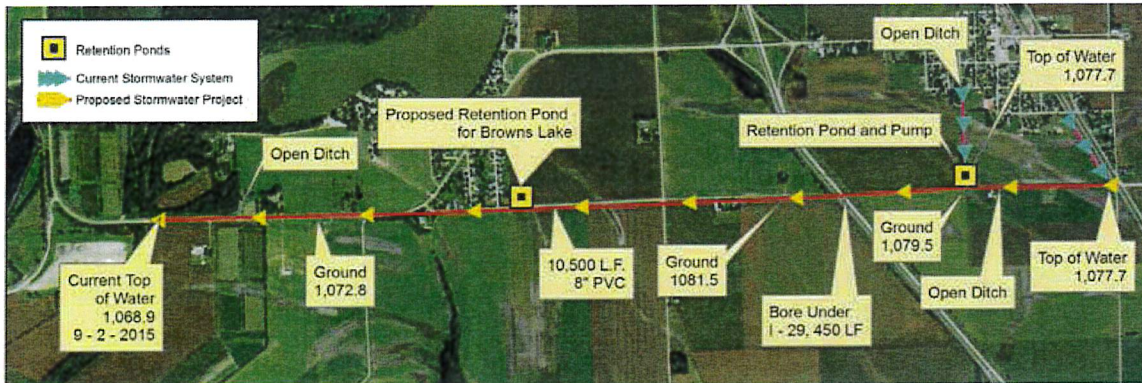 Retention Ponds
Current Stormwater System
Proposed Stormwater Project
Open Ditch
Top of Water
1,077.7
Proposed Retention Pond
for Browns Lake
Retention Pond and Pump
Open Ditch
Current Top
of Water
1,068.9
9 - 2 - 2015
Ground
1,072.8
10,500 L.F.
8" PVC
Ground
1081.5
Bore Under
I - 29, 450 LF
Ground
1,079.5
Open Ditch
Top of Water
1,077.7